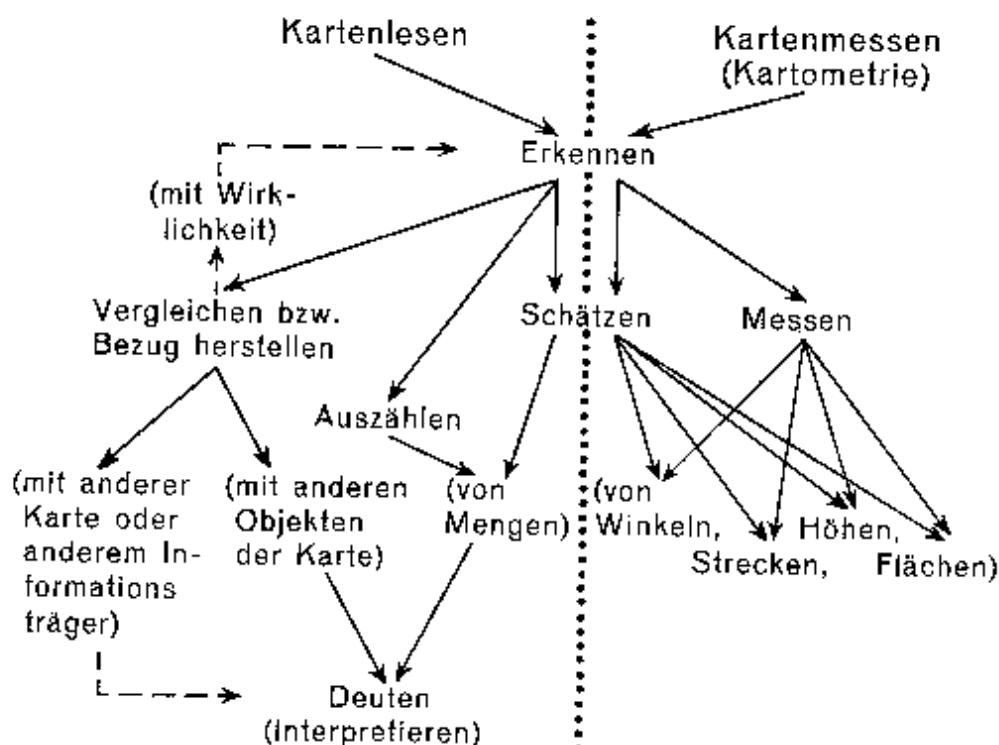 Kartenlesen
Kartenmessen
(Kartometrie)
Erkennen
(mit Wirk-
lichkeit)
Vergleichen bzw.
Bezug herstellen
Schätzen
Messen
Auszählen
(mit anderer
Karte oder
anderem In-
formations
träger)
(mit anderen
Objekten
der Karte)
(von
Mengen)
(von
Winkeln,
Strecken,
Höhen,
Flächen)
Deuten
(Interpretieren)